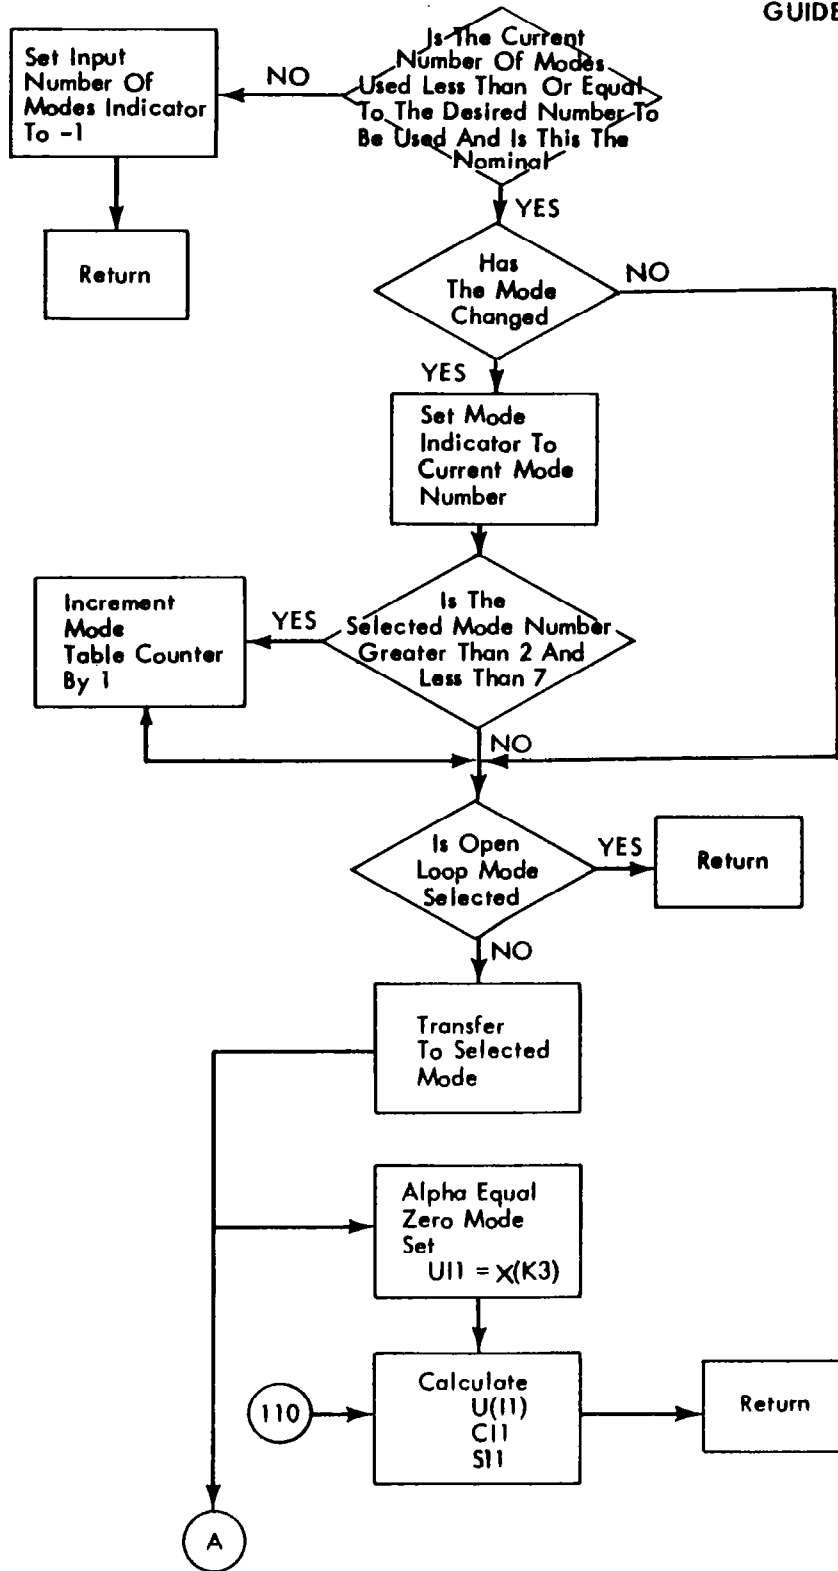 GUIDE
Is The Current
Number Of Modes
Used Less Than Or Equal
To The Desired Number To
Be Used And Is This The
Nominal
NO
Set Input
Number Of
Modes Indicator
To -1
Return
YES
Has
The Mode
Changed
NO
YES
Set Mode
Indicator To
Current Mode
Number
Is The
Selected Mode Number
Greater Than 2 And
Less Than 7
YES
Increment
Mode
Table Counter
By 1
NO
Is Open
Loop Mode
Selected
YES
Return
NO
Transfer
To Selected
Mode
Alpha Equal
Zero Mode
Set
UI1 = X(K3)
110
Calculate
U(I1)
CI1
SI1
Return
A